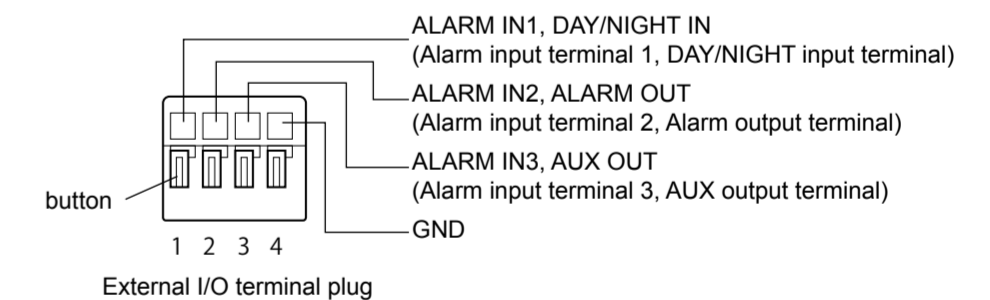 ALARM IN1, DAY/NIGHT IN
(Alarm input terminal 1, DAY/NIGHT input terminal)
ALARM IN2, ALARM OUT
(Alarm input terminal 2, Alarm output terminal)
ALARM IN3, AUX OUT
(Alarm input terminal 3, AUX output terminal)
GND
button
1 2 3 4
External I/O terminal plug